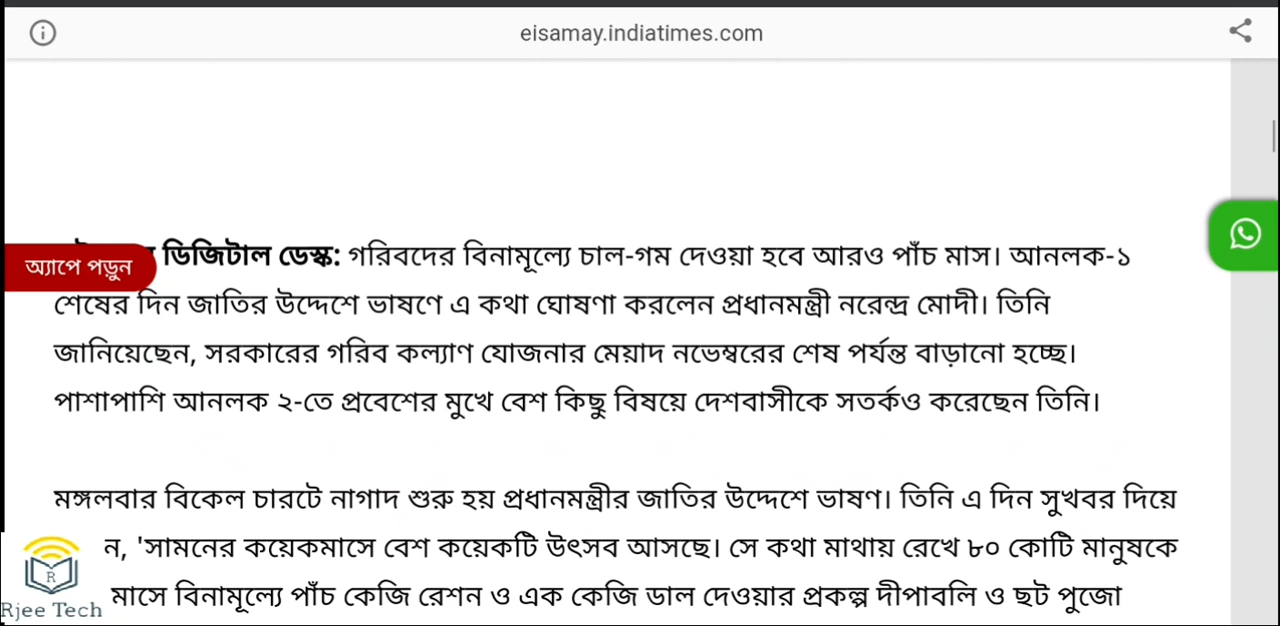 eisamay.indiatimes.com
ডিজিটাল ডেস্ক: গরিবদের বিনামূল্যে চাল-গম দেওয়া হবে আরও পাঁচ মাস। আনলক-১
অ্যাপে পড়ুন
শেষের দিন জাতির উদ্দেশে ভাষণে এ কথা ঘোষণা করলেন প্রধানমন্ত্রী নরেন্দ্র মোদী। তিনি
জানিয়েছেন, সরকারের গরিব কল্যাণ যোজনার মেয়াদ নভেম্বরের শেষ পর্যন্ত বাড়ানো হচ্ছে।
পাশাপাশি আনলক ২-তে প্রবেশের মুখে বেশ কিছু বিষয়ে দেশবাসীকে সতর্কও করেছেন তিনি।
মঙ্গলবার বিকেল চারটে নাগাদ শুরু হয় প্রধানমন্ত্রীর জাতির উদ্দেশে ভাষণ। তিনি এ দিন সুখবর দিয়ে
ন, 'সামনের কয়েকমাসে বেশ কয়েকটি উৎসব আসছে। সে কথা মাথায় রেখে ৮০ কোটি মানুষকে
মাসে বিনামূল্যে পাঁচ কেজি রেশন ও এক কেজি ডাল দেওয়ার প্রকল্প দীপাবলি ও ছট পুজো
R
Rjee Tech